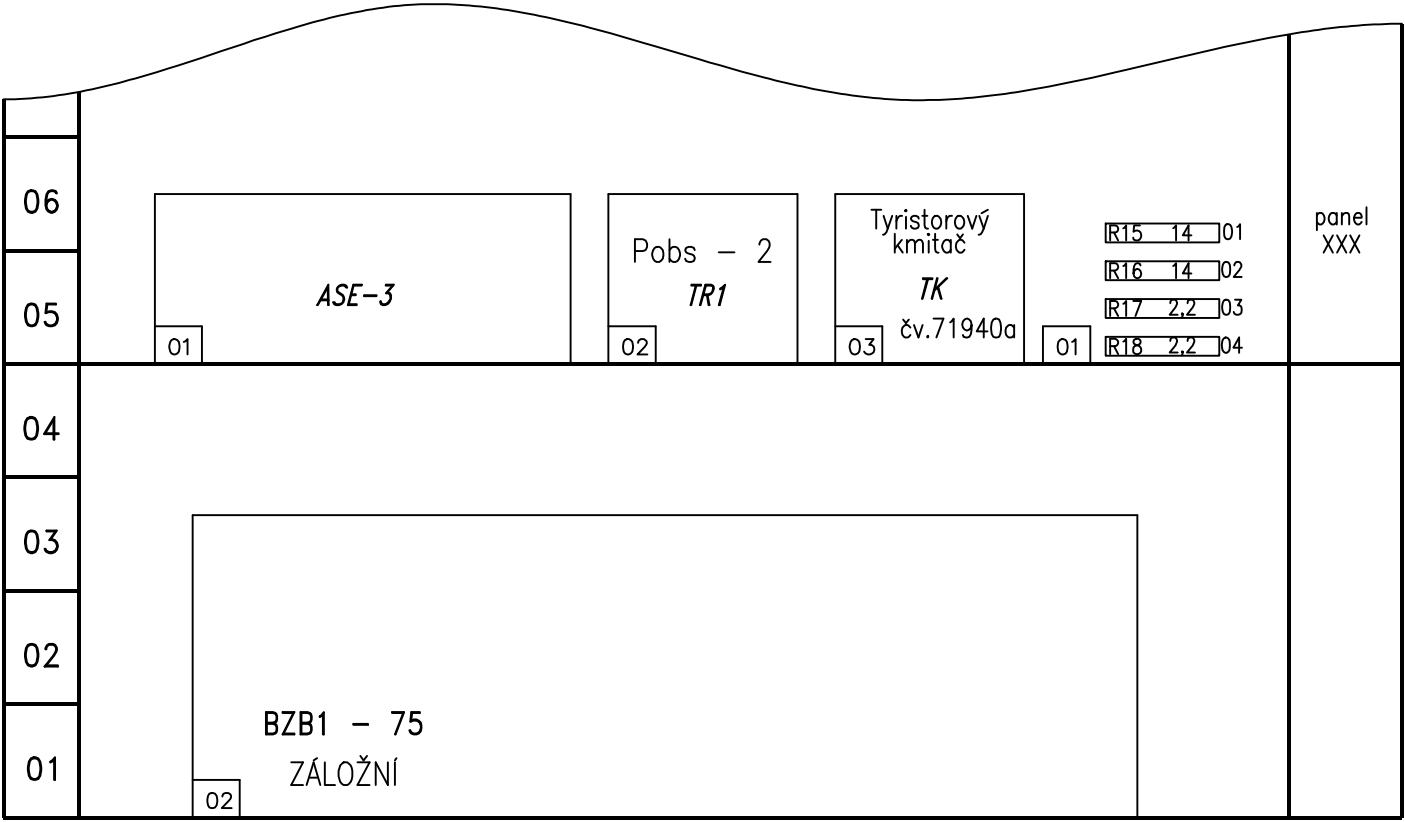 06
05
04
03
02
01
ASE-3
01
Pobs - 2
TR1
02
Tyristorový
kmitač
TK
čv.71940a
03
01
R15 14 01
R16 14 02
R17 2,2 03
R18 2,2 04
panel
XXX
BZB1 - 75
ZÁLOŽNÍ
02